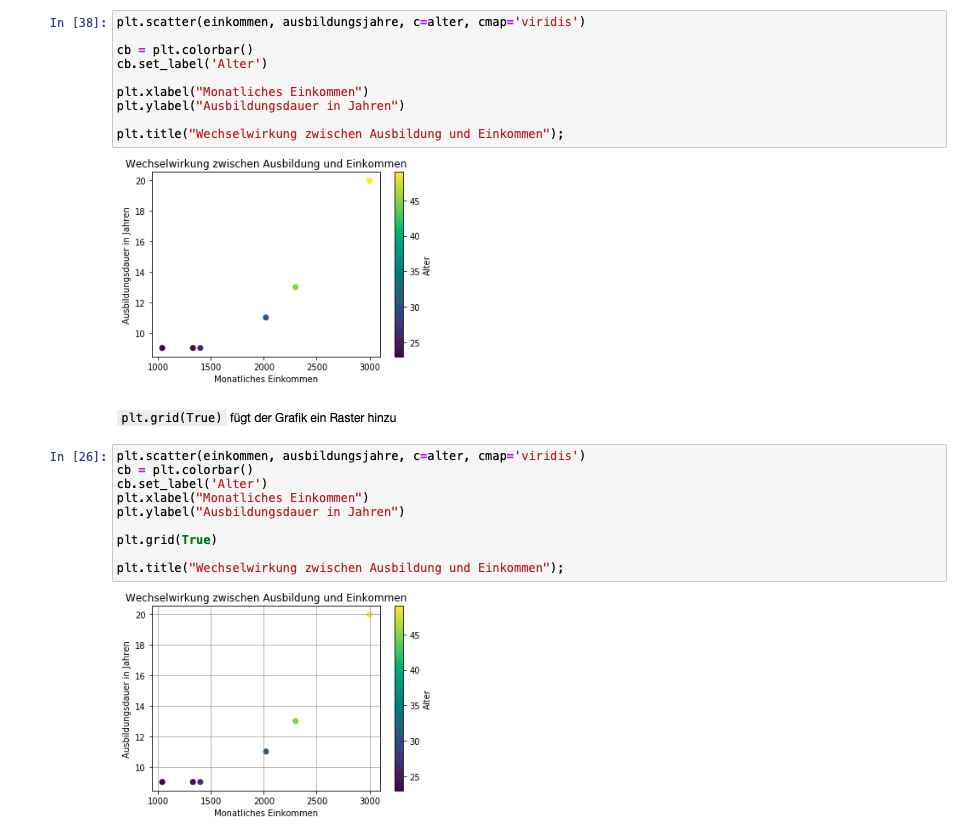 In [38]: plt.scatter(einkommen, ausbildungsjahre, c=alter, cmap='viridis')
cb = plt.colorbar()
cb.set_label('Alter')
plt.xlabel("Monatliches Einkommen")
plt.ylabel("Ausbildungsdauer in Jahren")
plt.title("Wechselwirkung zwischen Ausbildung und Einkommen");
Wechselwirkung zwischen Ausbildung und Einkommen
20
18
16
14
12
10
Ausbildungsdauer in Jahren
1000 1500 2000 2500 3000
Monatliches Einkommen
45
40
35
30
25
Alter
plt.grid(True) fügt der Grafik ein Raster hinzu
In [26]: plt.scatter(einkommen, ausbildungsjahre, c=alter, cmap='viridis')
cb = plt.colorbar()
cb.set_label('Alter')
plt.xlabel("Monatliches Einkommen")
plt.ylabel("Ausbildungsdauer in Jahren")
plt.grid(True)
plt.title("Wechselwirkung zwischen Ausbildung und Einkommen");
Wechselwirkung zwischen Ausbildung und Einkommen
20
18
16
14
12
10
Ausbildungsdauer in Jahren
1000 1500 2000 2500 3000
Monatliches Einkommen
45
40
35
30
25
Alter